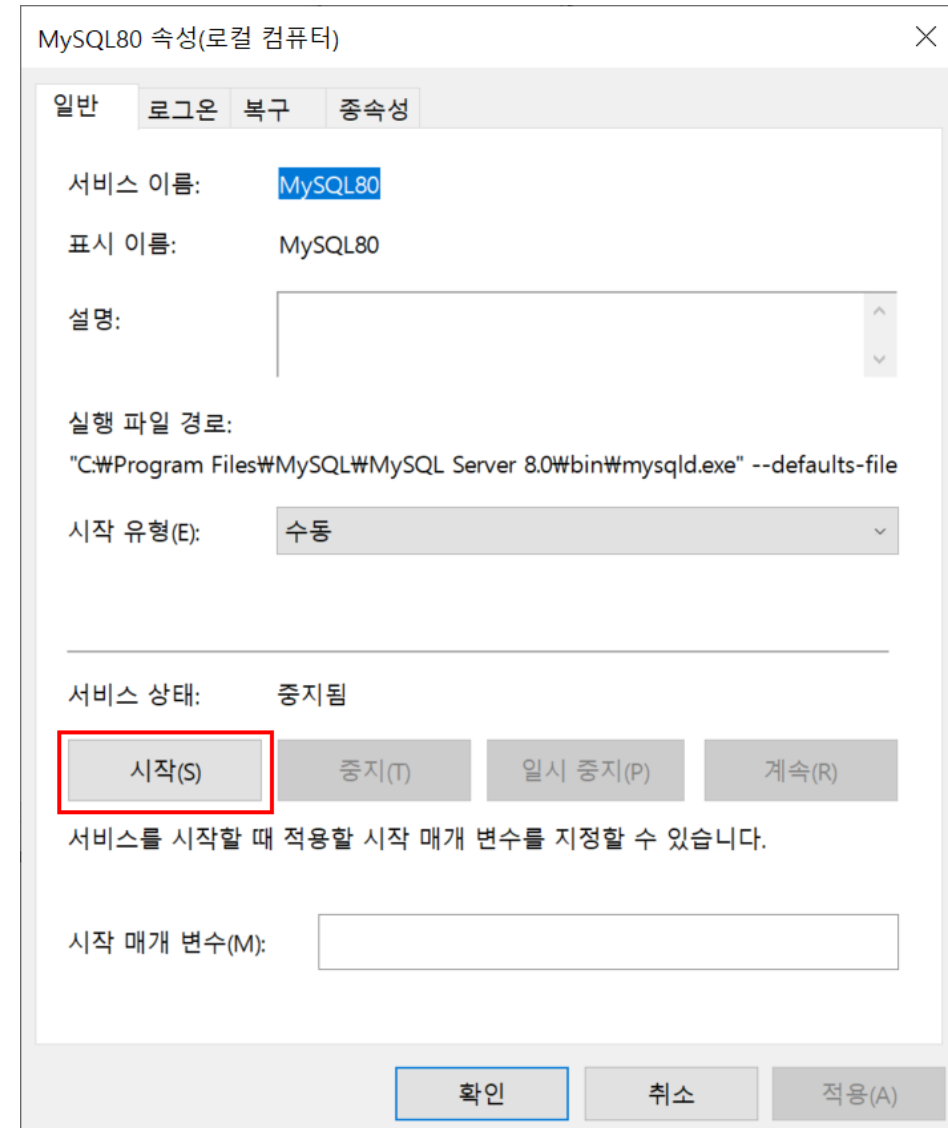 MySQL80 속성(로컬 컴퓨터)
일반 로그온 복구 종속성
서비스 이름: MySQL80
표시 이름: MySQL80
설명:
실행 파일 경로:
"C:₩Program Files₩MySQL₩MySQL Server 8.0₩bin₩mysqld.exe" --defaults-file
시작 유형(E): 수동
서비스 상태: 중지됨
시작(S) 중지(T) 일시 중지(P) 계속(R)
서비스를 시작할 때 적용할 시작 매개 변수를 지정할 수 있습니다.
시작 매개 변수(M):
확인 취소 적용(A)